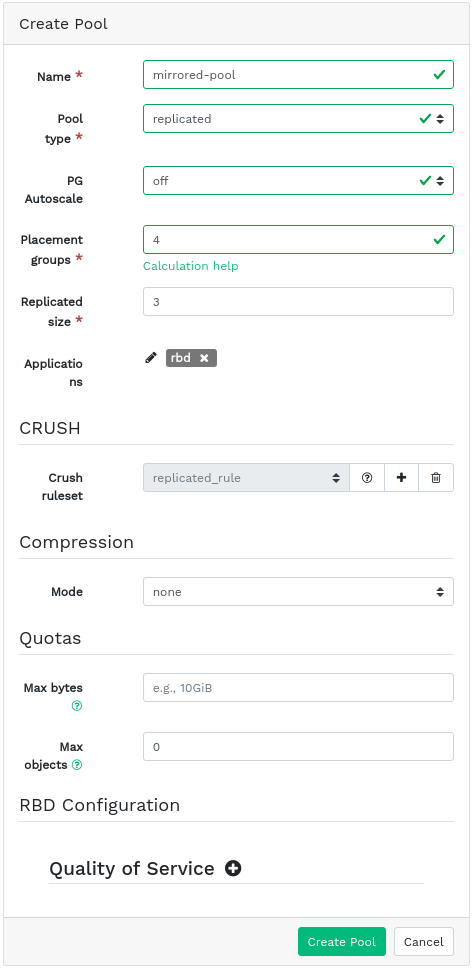 Create Pool
Name *
mirrored-pool
Pool
type *
replicated
PG
Autoscale
off
Placement
groups *
4
Calculation help
Replicated
size *
3
Applicatio
ns
rbd ×
CRUSH
Crush
ruleset
replicated_rule
Compression
Mode
none
Quotas
Max bytes
e.g., 10GiB
Max
objects
0
RBD Configuration
Quality of Service
Create Pool
Cancel